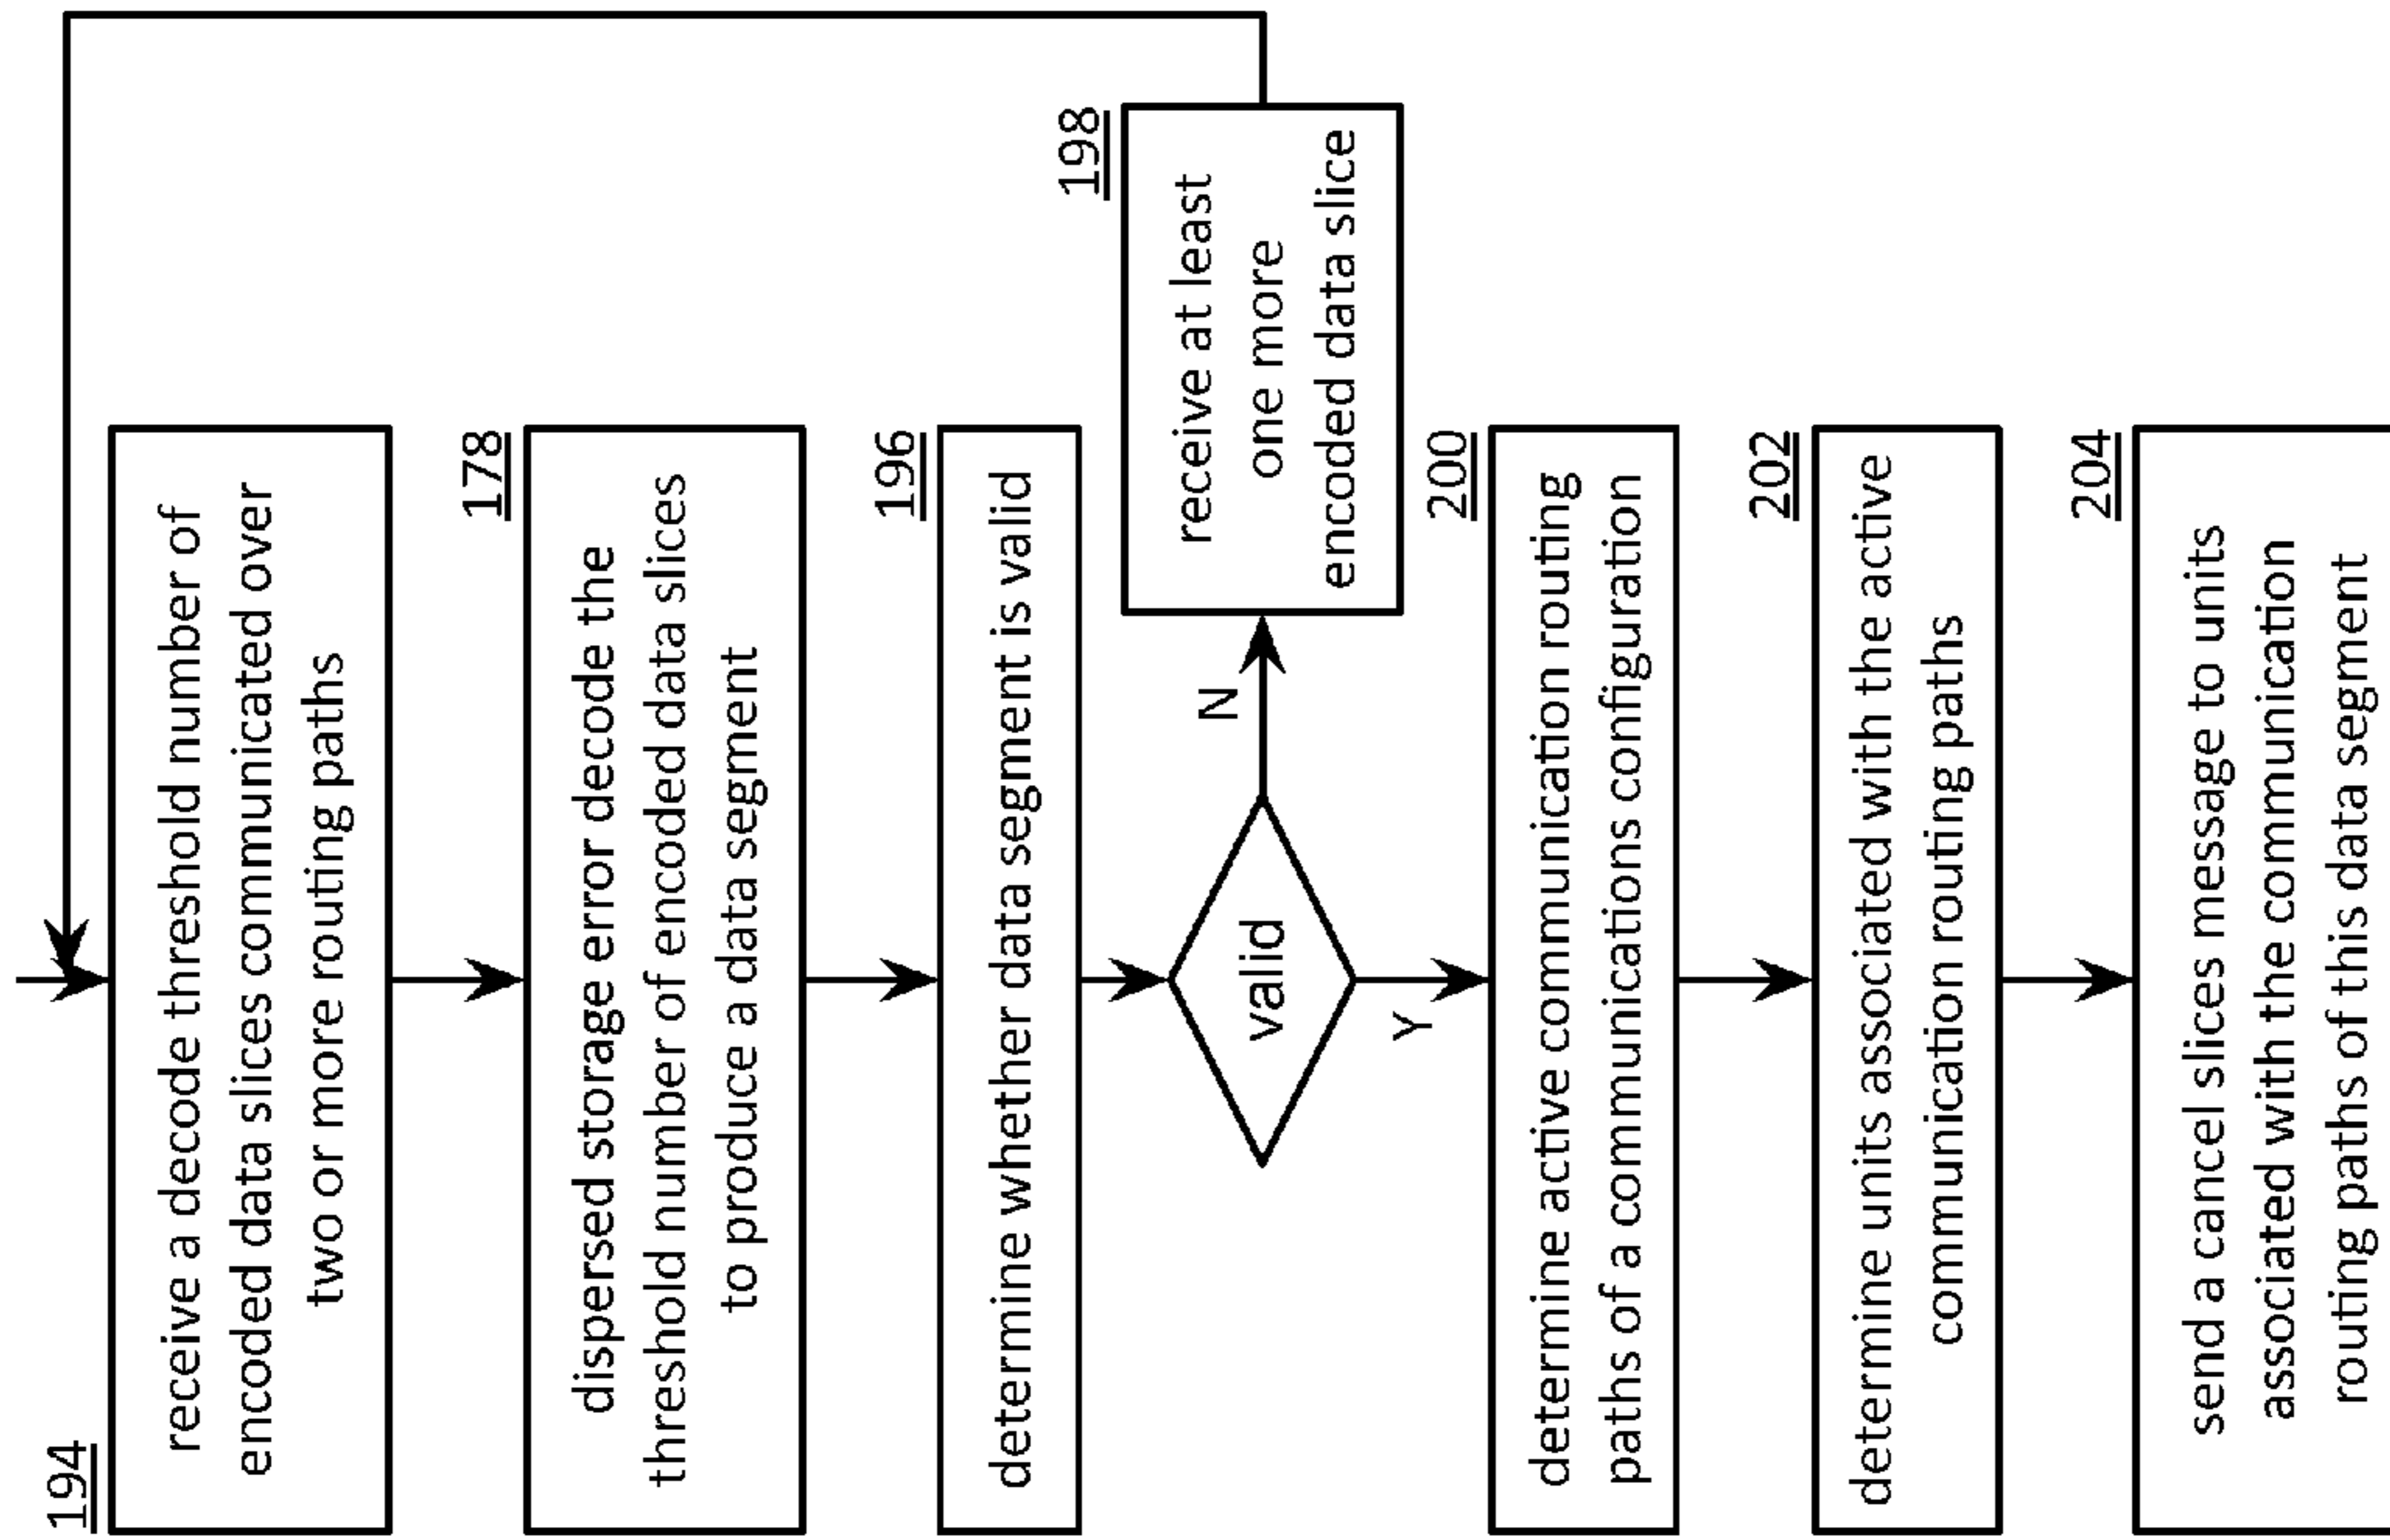 194
receive a decode threshold number of
encoded data slices communicated over
two or more routing paths
178
dispersed storage error decode the
threshold number of encoded data slices
to produce a data segment
196
determine whether data segment is valid
valid
N
198
receive at least
one more
encoded data slice
Y
200
determine active communication routing
paths of a communications configuration
202
determine units associated with the active
communication routing paths
204
send a cancel slices message to units
associated with the communication
routing paths of this data segment